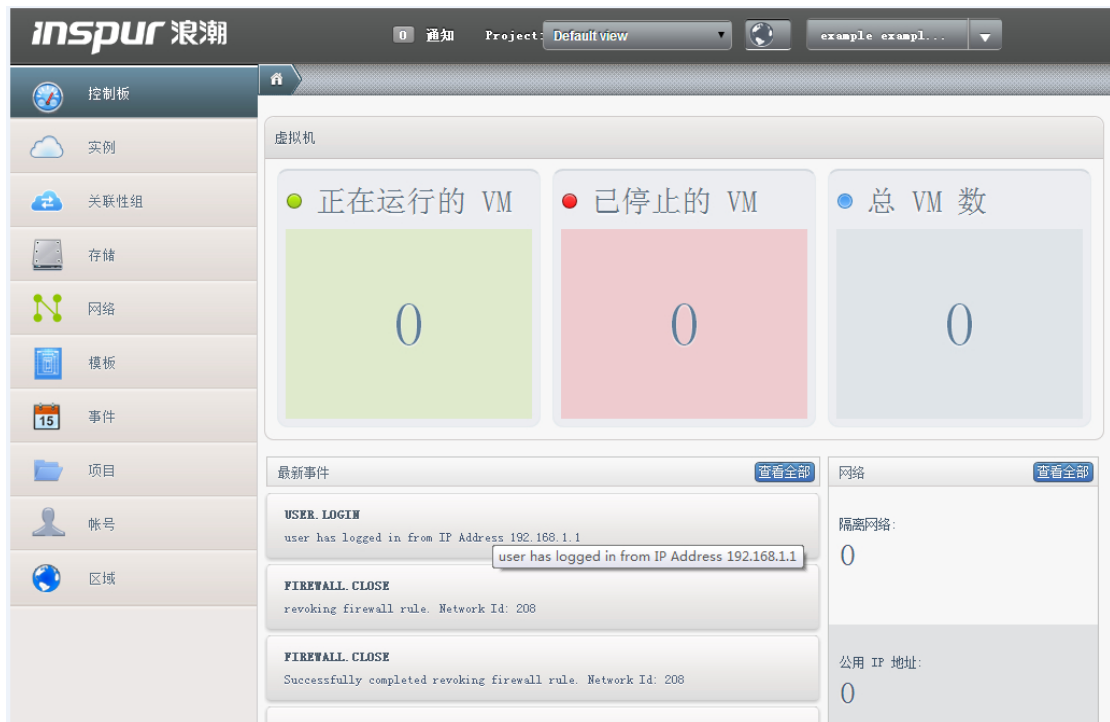 inspur 浪潮
0 通知 Project: Default view example exampl...
控制板
实例
关联性组
存储
网络
模板
15 事件
项目
帐号
区域
虚拟机
正在运行的 VM 已停止的 VM 总 VM 数
0 0 0
最新事件 查看全部
USER.LOGIN
user has logged in from IP Address 192.168.1.1
user has logged in from IP Address 192.168.1.1
FIREWALL.CLOSE
revoking firewall rule. Network Id: 208
FIREWALL.CLOSE
Successfully completed revoking firewall rule. Network Id: 208
网络 查看全部
隔离网络:
0
公用 IP 地址:
0